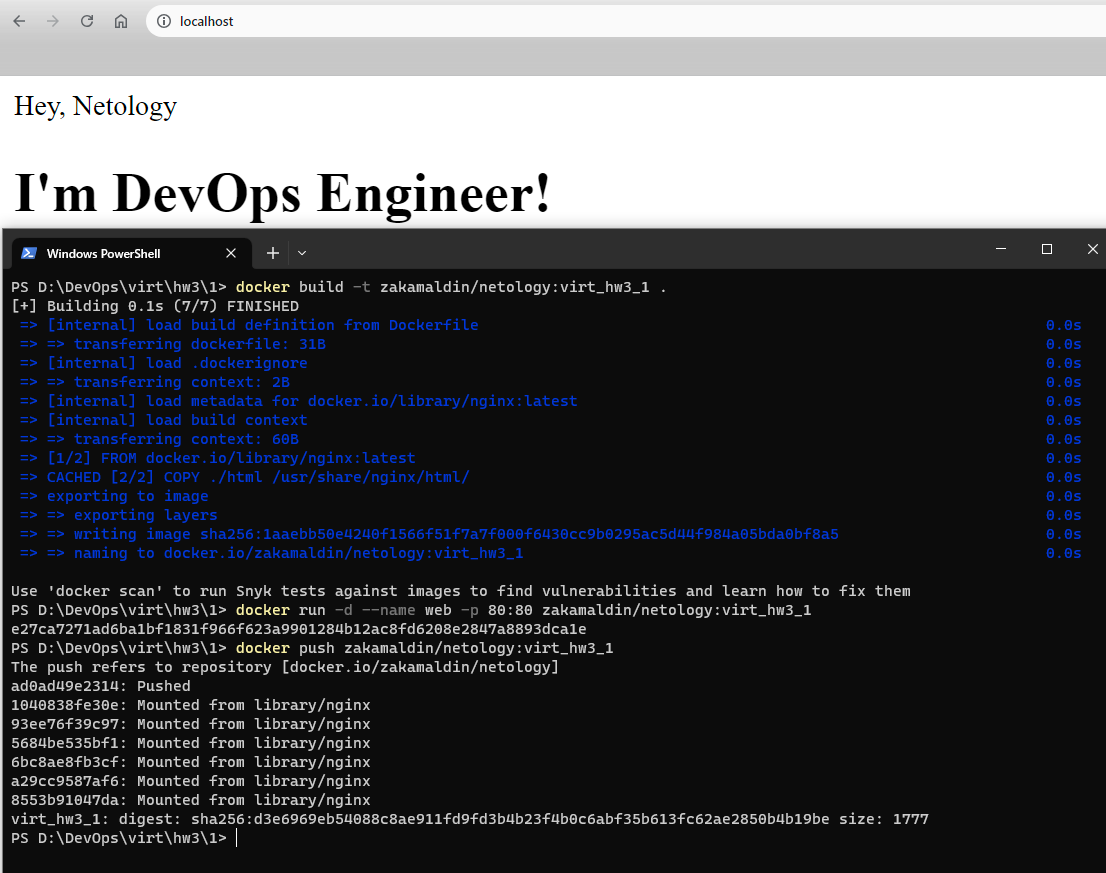 localhost
Hey, Netology
I'm DevOps Engineer!
Windows PowerShell
PS D:\DevOps\virt\hw3\1> docker build -t zakamaldin/netology:virt_hw3_1 .
[+] Building 0.1s (7/7) FINISHED
=> [internal] load build definition from Dockerfile 0.0s
=> => transferring dockerfile: 31B 0.0s
=> [internal] load .dockerignore 0.0s
=> => transferring context: 2B 0.0s
=> [internal] load metadata for docker.io/library/nginx:latest 0.0s
=> [internal] load build context 0.0s
=> => transferring context: 60B 0.0s
=> [1/2] FROM docker.io/library/nginx:latest 0.0s
=> CACHED [2/2] COPY ./html /usr/share/nginx/html/ 0.0s
=> exporting to image 0.0s
=> => exporting layers 0.0s
=> => writing image sha256:1aaebb50e4240f1566f51f7a7f000f6430cc9b0295ac5d44f984a05bda0bf8a5 0.0s
=> => naming to docker.io/zakamaldin/netology:virt_hw3_1 0.0s
Use 'docker scan' to run Snyk tests against images to find vulnerabilities and learn how to fix them
PS D:\DevOps\virt\hw3\1> docker run -d --name web -p 80:80 zakamaldin/netology:virt_hw3_1
e27ca7271ad6ba1bf1831f966f623a9901284b12ac8fd6208e2847a8893dca1e
PS D:\DevOps\virt\hw3\1> docker push zakamaldin/netology:virt_hw3_1
The push refers to repository [docker.io/zakamaldin/netology]
ad0ad49e2314: Pushed
1040838fe30e: Mounted from library/nginx
93ee76f39c97: Mounted from library/nginx
5684be535bf1: Mounted from library/nginx
6bc8ae8fb3cf: Mounted from library/nginx
a29cc9587af6: Mounted from library/nginx
8553b91047da: Mounted from library/nginx
virt_hw3_1: digest: sha256:d3e6969eb54088c8ae911fd9fd3b4b23f4b0c6abf35b613fc62ae2850b4b19be size: 1777
PS D:\DevOps\virt\hw3\1>